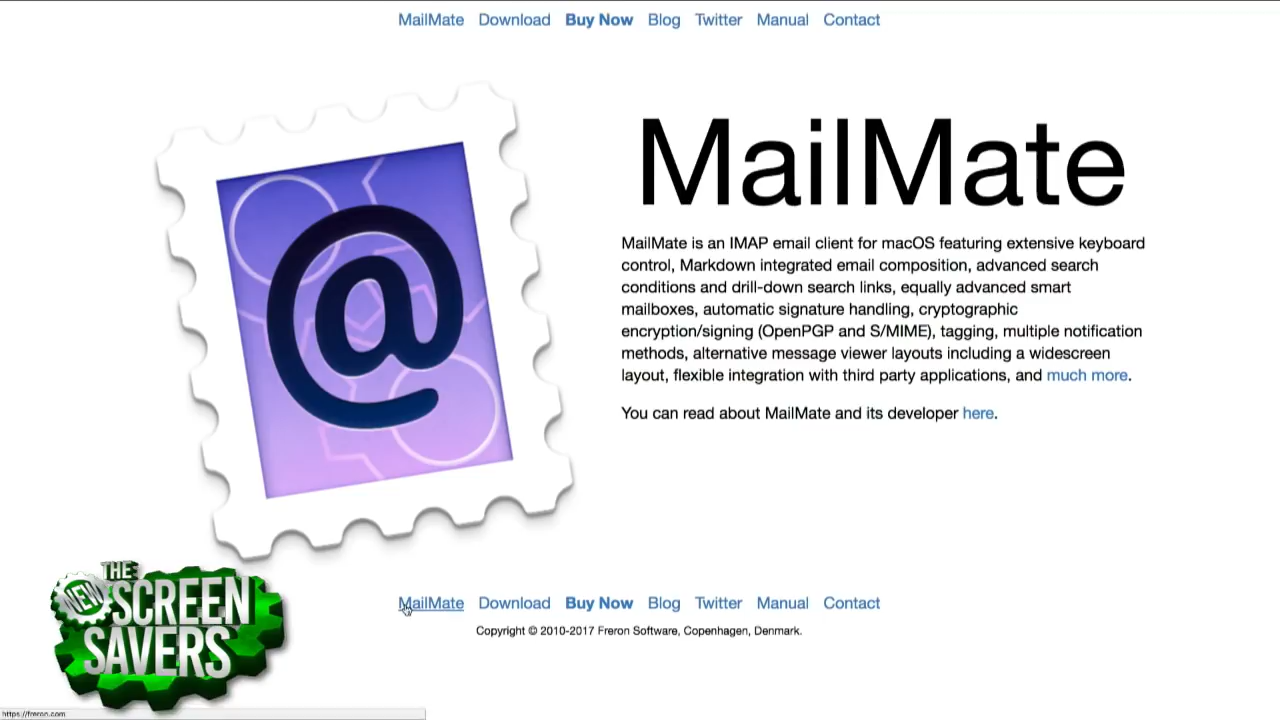 MailMate Download Buy Now Blog Twitter Manual Contact
@
MailMate
MailMate is an IMAP email client for macOS featuring extensive keyboard
control, Markdown integrated email composition, advanced search
conditions and drill-down search links, equally advanced smart
mailboxes, automatic signature handling, cryptographic
encryption/signing (OpenPGP and S/MIME), tagging, multiple notification
methods, alternative message viewer layouts including a widescreen
layout, flexible integration with third party applications, and much more.
You can read about MailMate and its developer here.
MailMate Download Buy Now Blog Twitter Manual Contact
Copyright © 2010-2017 Freron Software, Copenhagen, Denmark.
THE
NEW SCREEN
SAVERS
https://freron.com